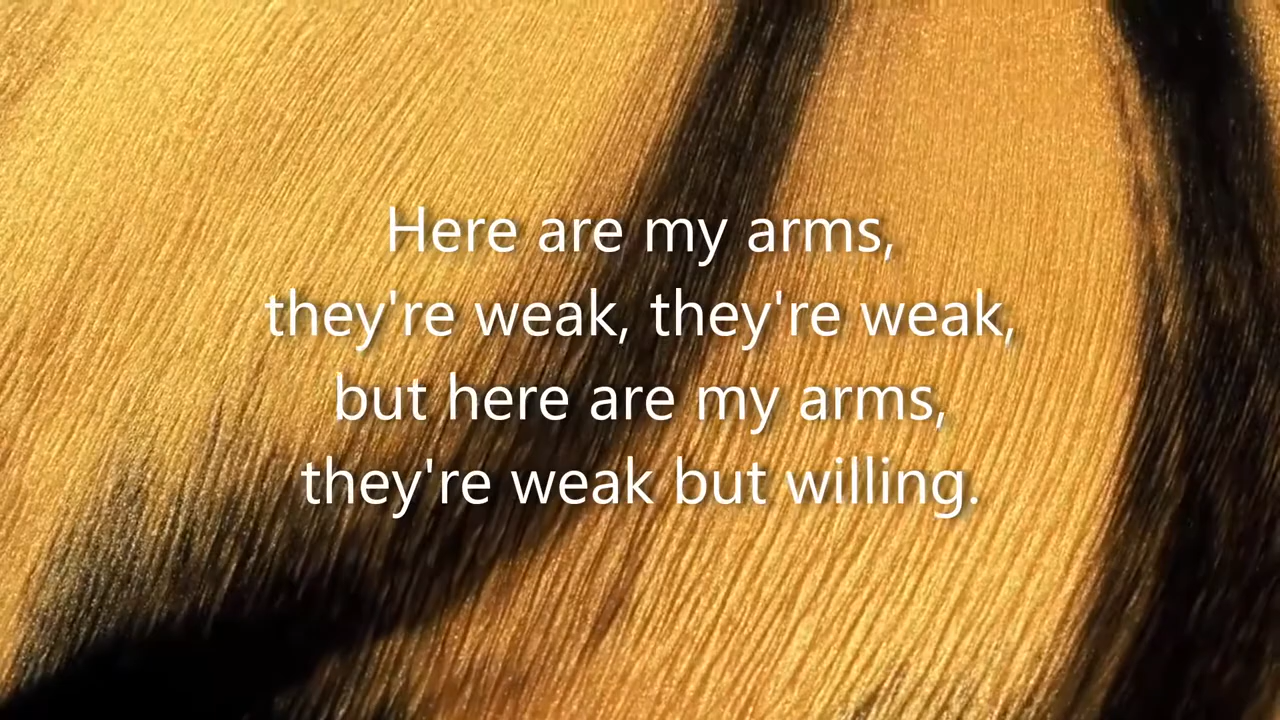 Here are my arms,
they're weak, they're weak,
but here are my arms,
they're weak but willing.